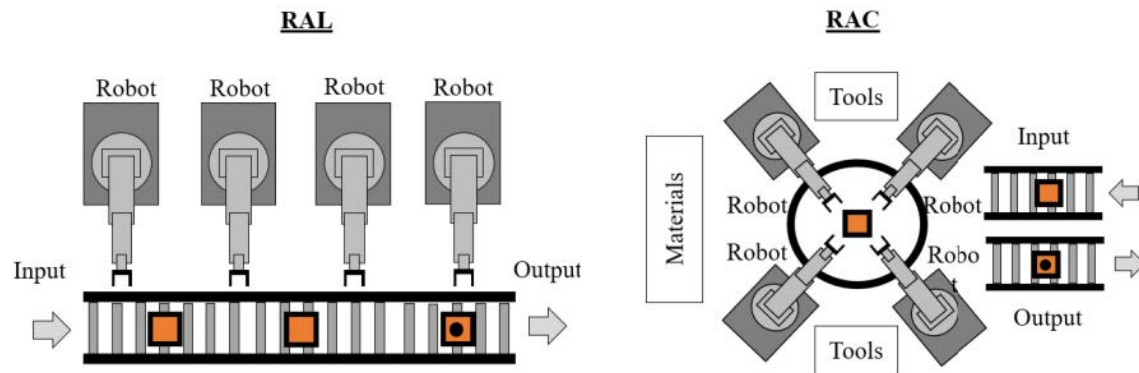 RAL
Robot
Robot
Robot
Robot
Input
Output
RAC
Tools
Input
Materials
Robot
Robot
Robot
Robo
t
Output
Tools